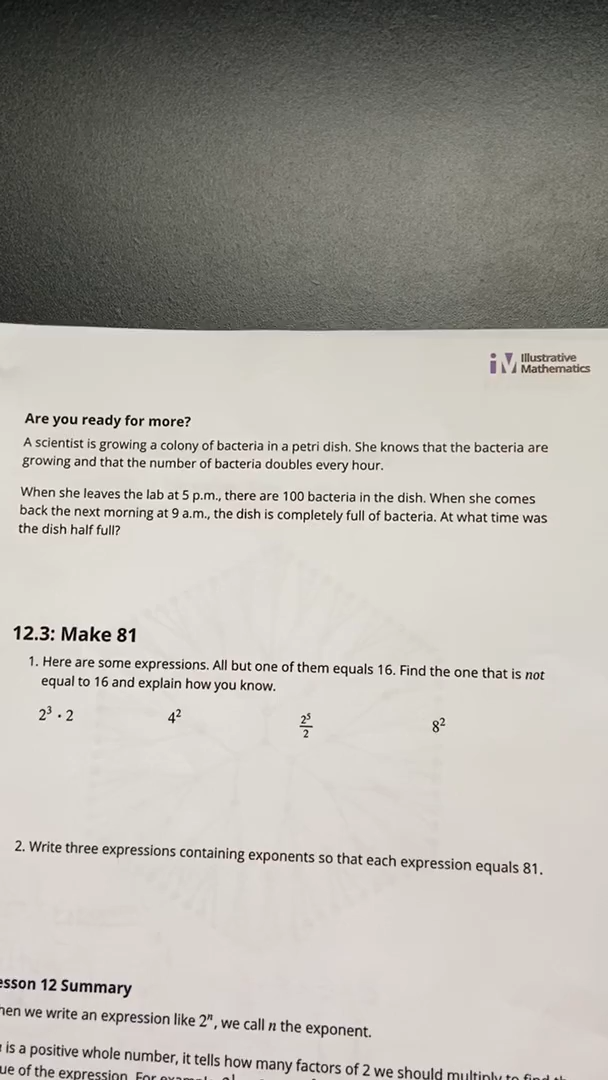 iM Illustrative
Mathematics
Are you ready for more?
A scientist is growing a colony of bacteria in a petri dish. She knows that the bacteria are
growing and that the number of bacteria doubles every hour.
When she leaves the lab at 5 p.m., there are 100 bacteria in the dish. When she comes
back the next morning at 9 a.m., the dish is completely full of bacteria. At what time was
the dish half full?
12.3: Make 81
1. Here are some expressions. All but one of them equals 16. Find the one that is not
equal to 16 and explain how you know.
2³ · 2 4² 2⁵/2 8²
2. Write three expressions containing exponents so that each expression equals 81.
esson 12 Summary
hen we write an expression like 2ⁿ, we call n the exponent.
is a positive whole number, it tells how many factors of 2 we should multiply to find
ue of the expression. For